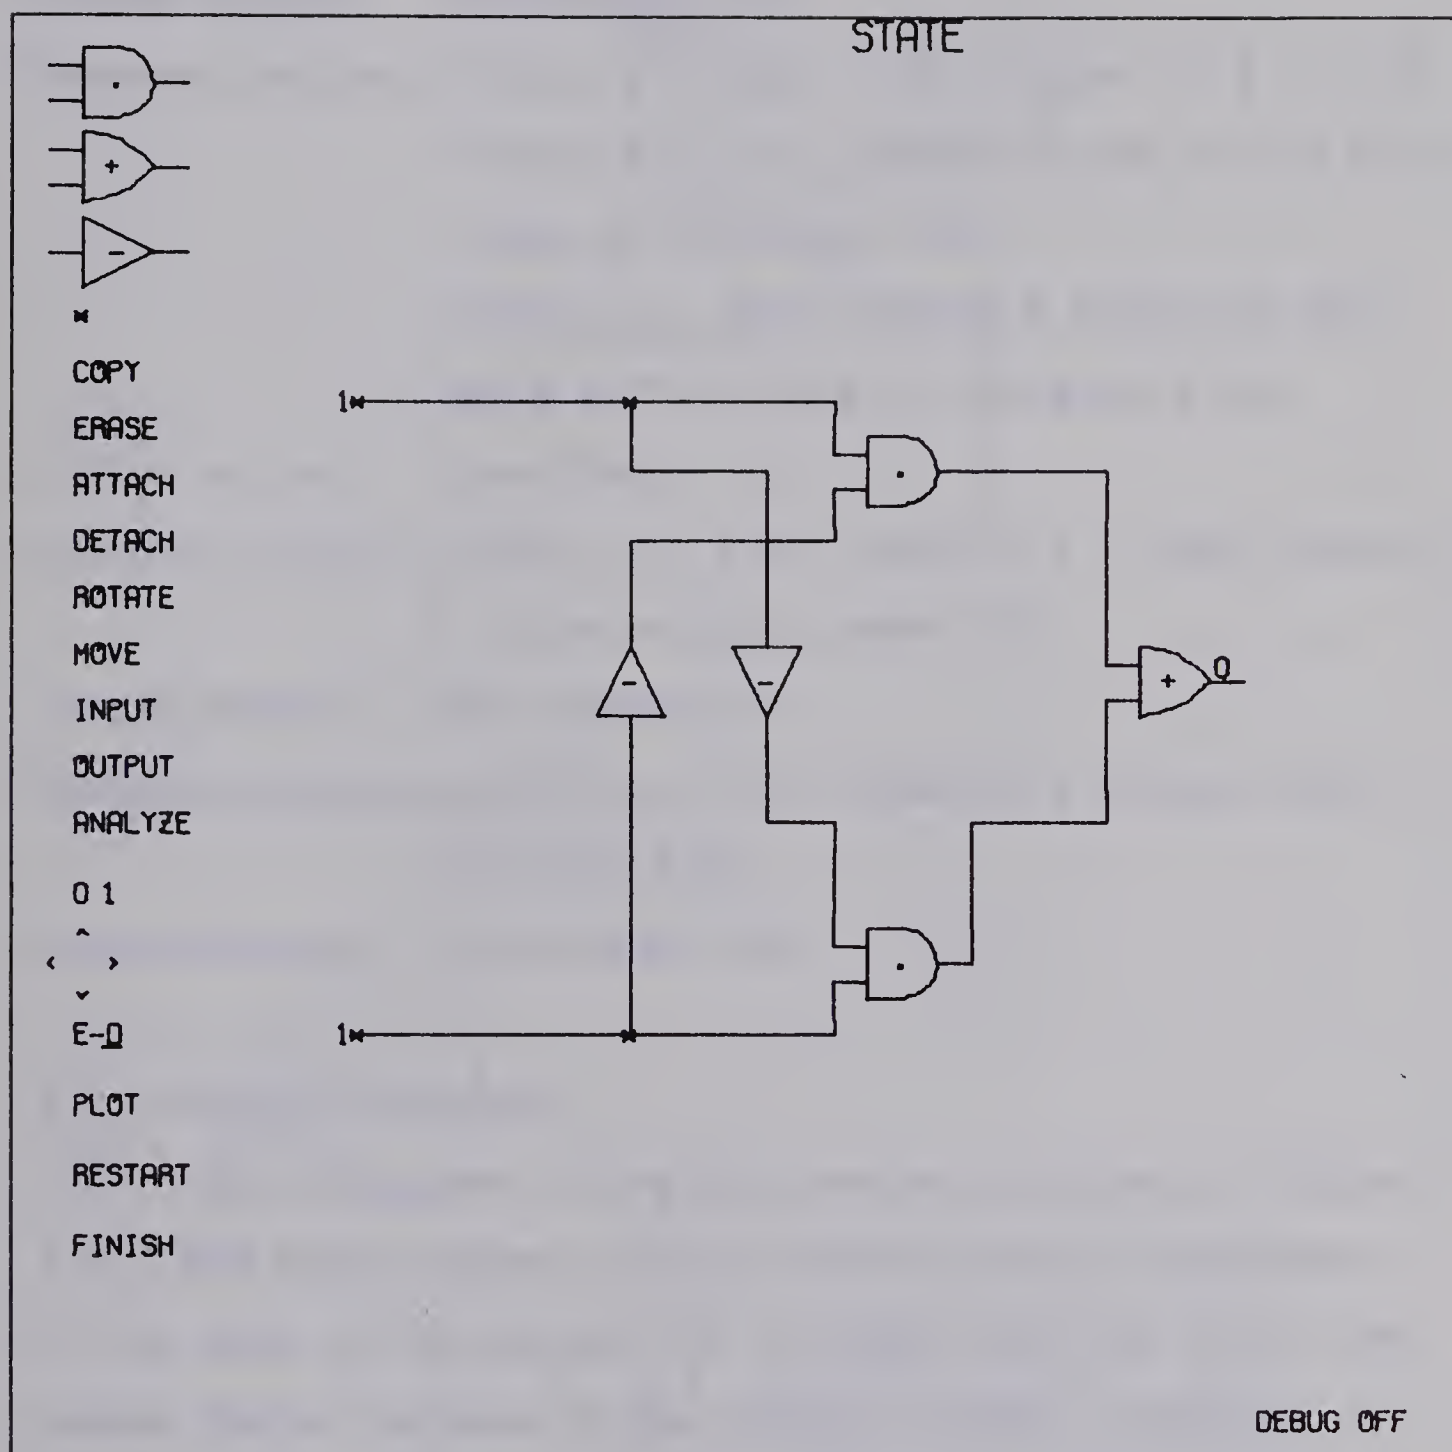 STATE
.
+
-
*
COPY
ERASE
ATTACH
DETACH
ROTATE
MOVE
INPUT
OUTPUT
ANALYZE
0 1
^
< >
ˇ
E-D
PLOT
RESTART
FINISH
1*
*
.
-
-
+
0
.
1*
*
DEBUG OFF